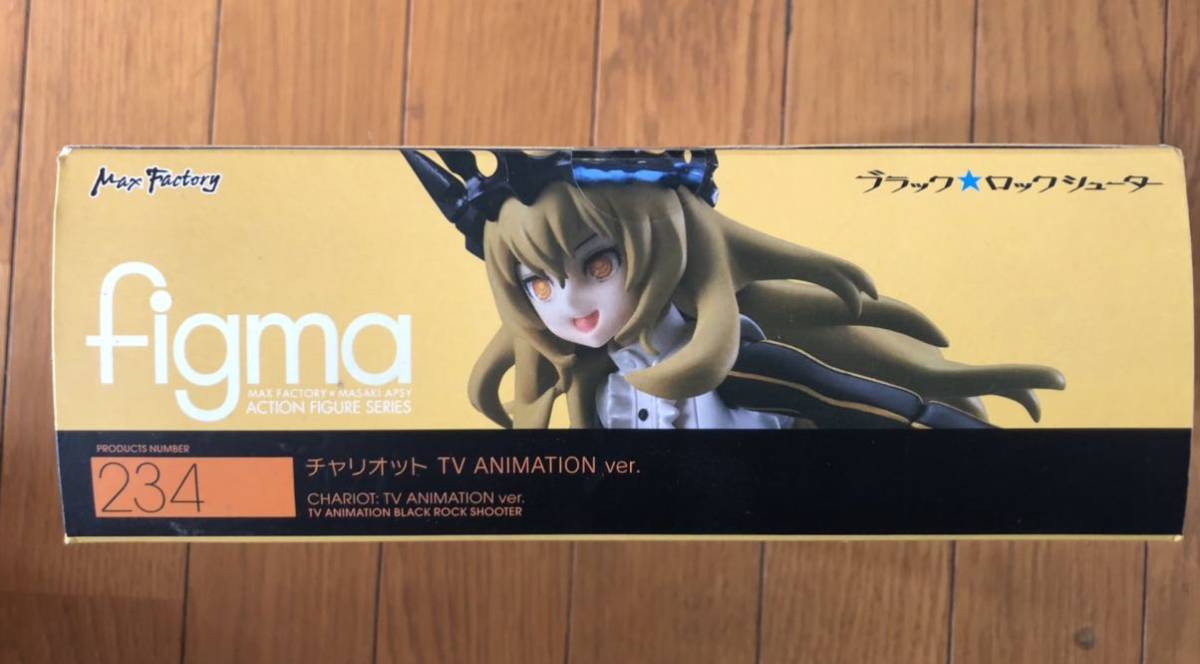 Max Factory
ブラック★ロックシューター
figma
MAX FACTORY × MASAKI APSY
ACTION FIGURE SERIES
PRODUCTS NUMBER
234
チャリオット TV ANIMATION ver.
CHARIOT: TV ANIMATION ver.
TV ANIMATION BLACK ROCK SHOOTER